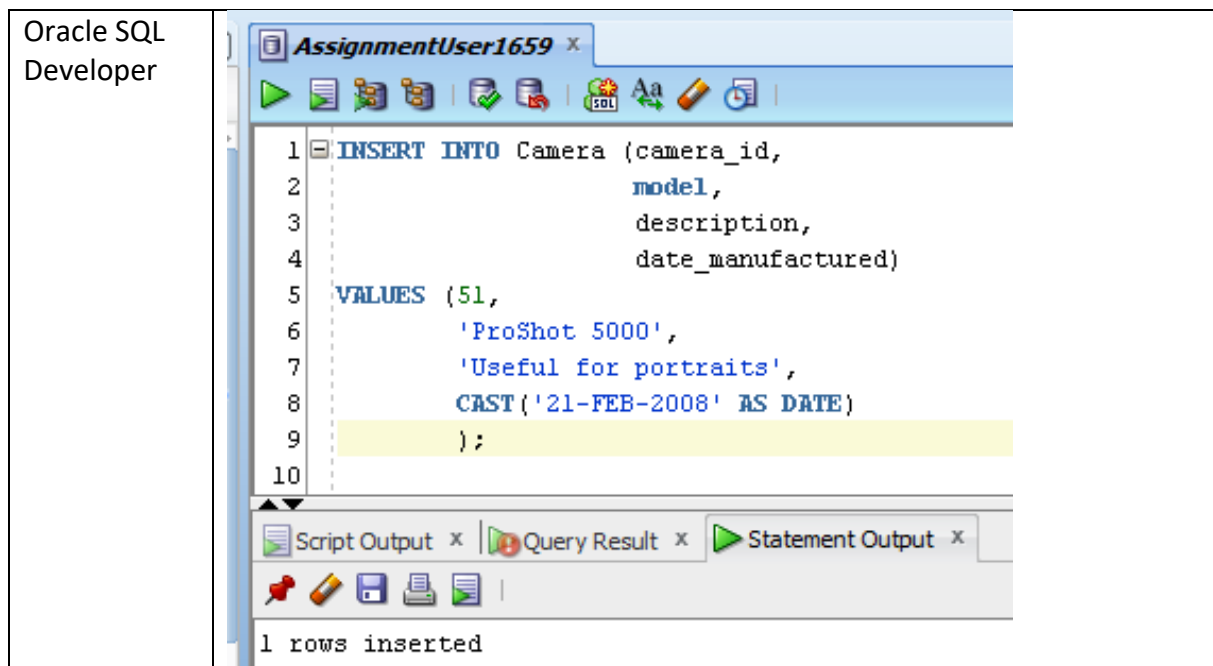 Oracle SQL
Developer
AssignmentUser1659 x
SQL Aa
1 INSERT INTO Camera (camera_id,
2 model,
3 description,
4 date_manufactured)
5 VALUES (51,
6 'ProShot 5000',
7 'Useful for portraits',
8 CAST('21-FEB-2008' AS DATE)
9 );
10
Script Output x Query Result x Statement Output x
1 rows inserted